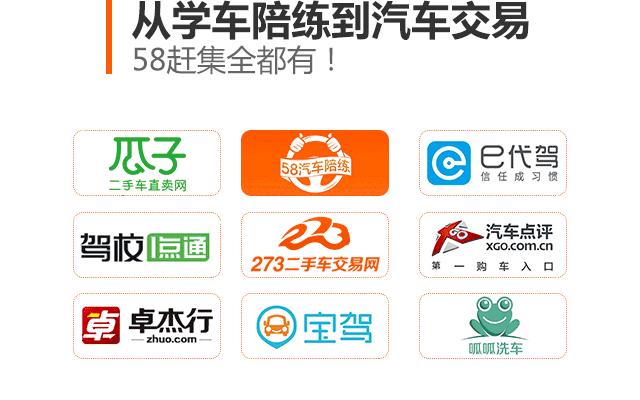 从学车陪练到汽车交易
58赶集全都有！
瓜子
二手车直卖网
58汽车陪练
e代驾
信任成习惯
驾校1点通
273二手车交易网
汽车点评
xgo.com.cn
第一购车入口
卓
卓杰行
zhuo.com
宝驾
呱呱洗车